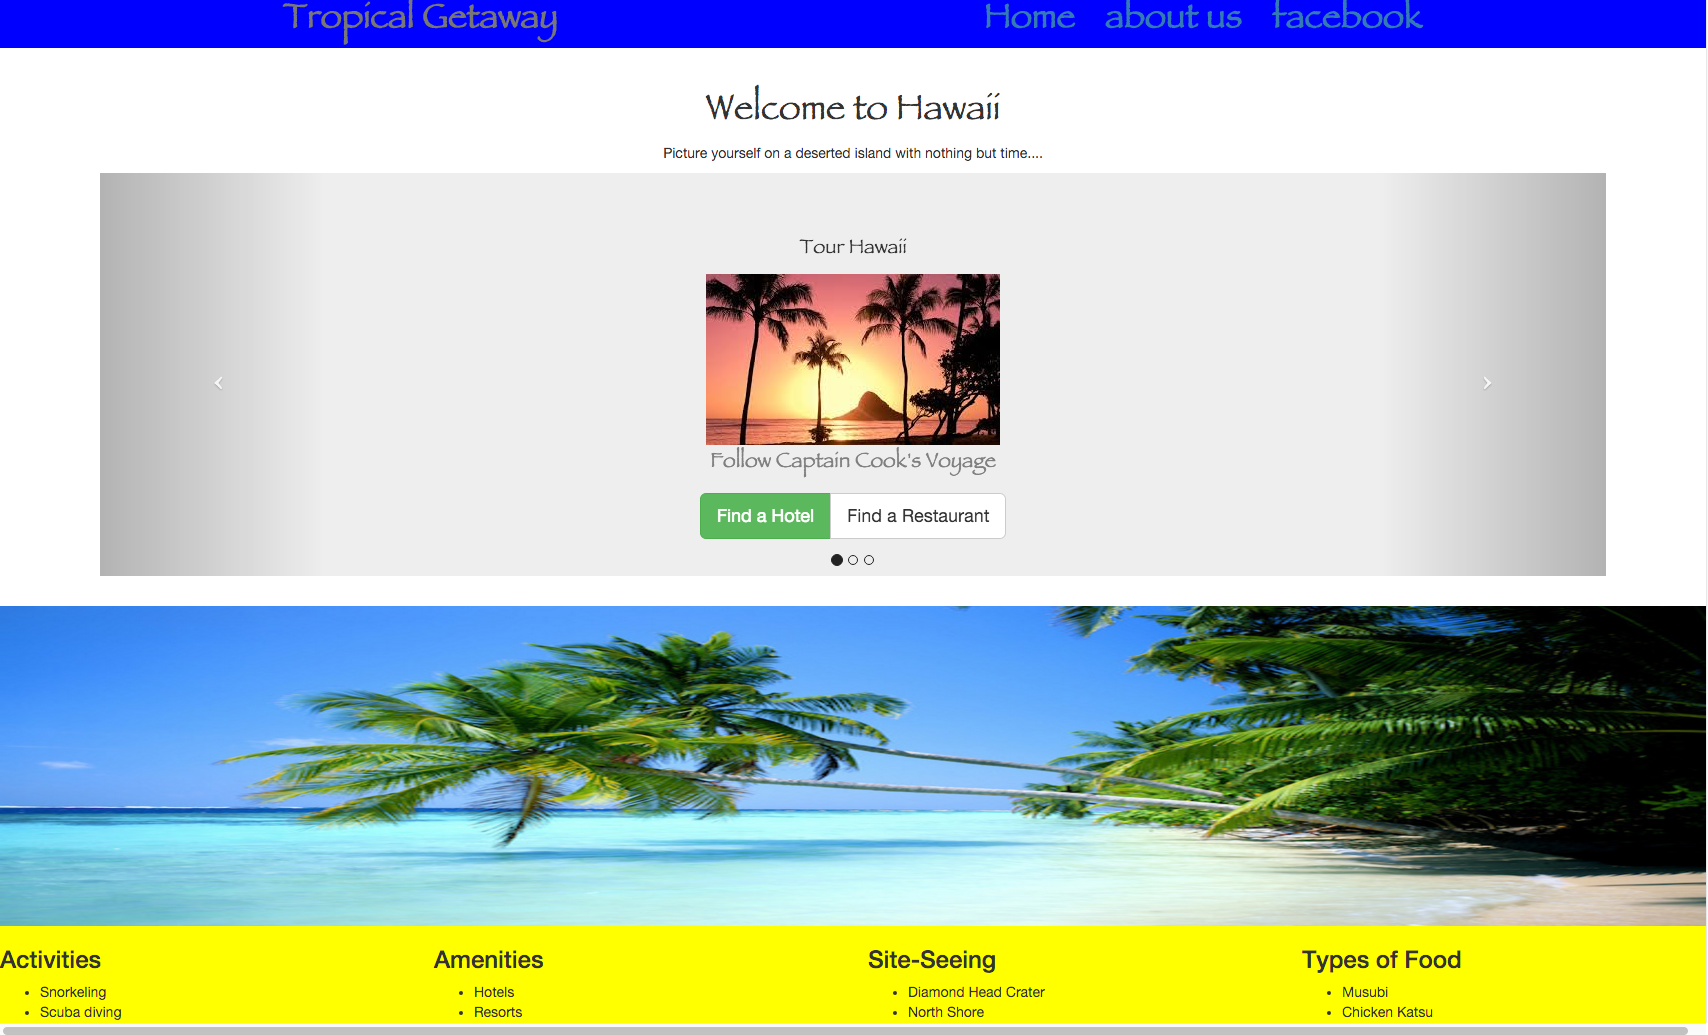 Tropical Getaway Home about us facebook
Welcome to Hawaii
Picture yourself on a deserted island with nothing but time....
Tour Hawaii
Follow Captain Cook's Voyage
Find a Hotel Find a Restaurant
Activities
Snorkeling
Scuba diving
Amenities
Hotels
Resorts
Site-Seeing
Diamond Head Crater
North Shore
Types of Food
Musubi
Chicken Katsu